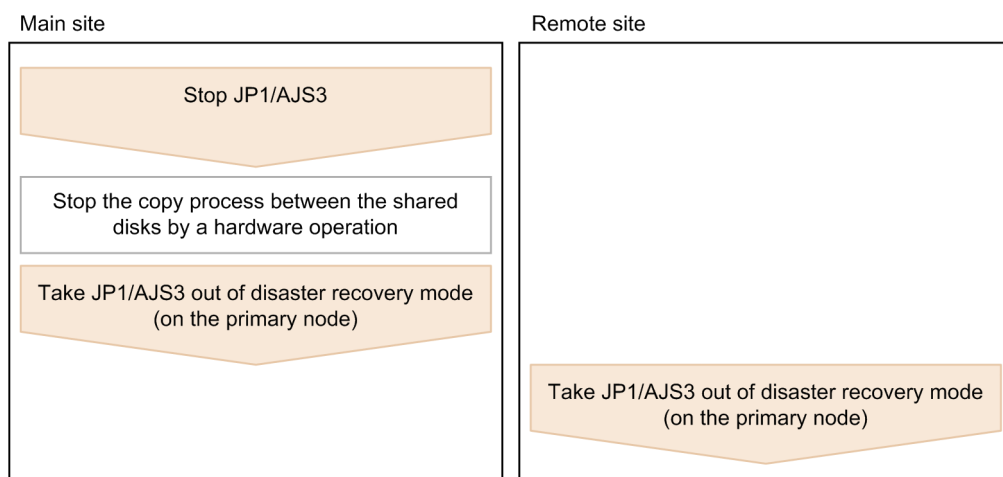 Main site
Remote site
Stop JP1/AJS3
Stop the copy process between the shared
disks by a hardware operation
Take JP1/AJS3 out of disaster recovery mode
(on the primary node)
Take JP1/AJS3 out of disaster recovery mode
(on the primary node)